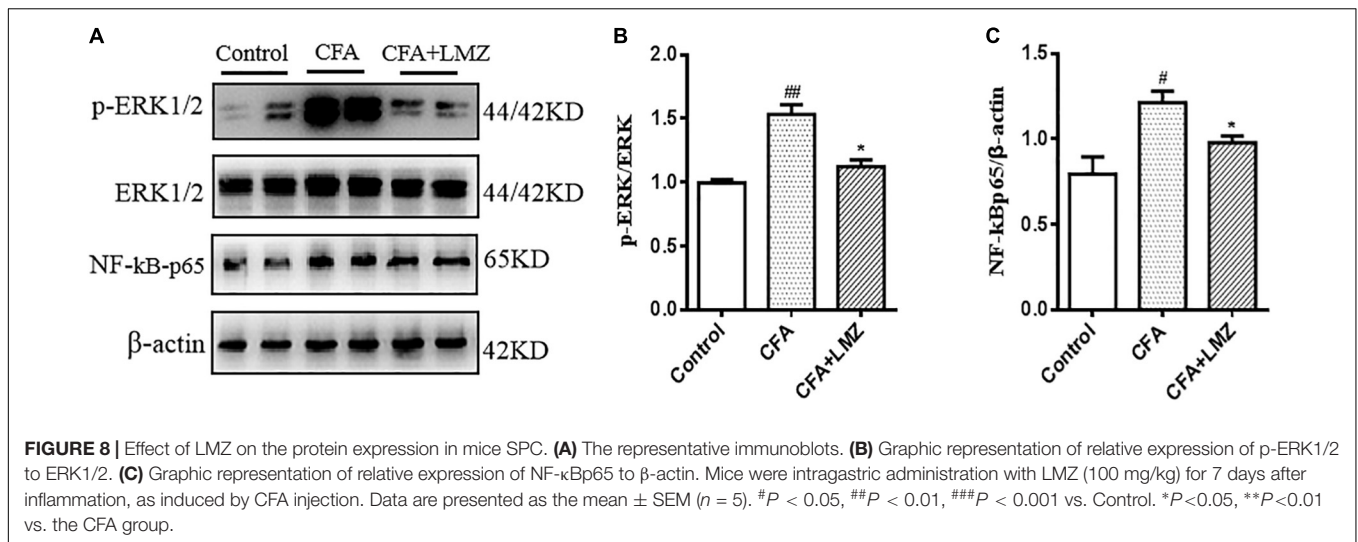 A
Control CFA CFA+LMZ
p-ERK1/2 44/42KD
ERK1/2 44/42KD
NF-kB-p65 65KD
β-actin 42KD
B
p-ERK/ERK
2.0
1.5
1.0
0.5
0.0
##
*
Control
CFA
CFA+LMZ
C
NF-kBp65/β-actin
1.5
1.0
0.5
0.0
#
*
Control
CFA
CFA+LMZ
FIGURE 8 | Effect of LMZ on the protein expression in mice SPC. (A) The representative immunoblots. (B) Graphic representation of relative expression of p-ERK1/2
to ERK1/2. (C) Graphic representation of relative expression of NF-κBp65 to β-actin. Mice were intragastric administration with LMZ (100 mg/kg) for 7 days after
inflammation, as induced by CFA injection. Data are presented as the mean ± SEM (n = 5). #P < 0.05, ##P < 0.01, ###P < 0.001 vs. Control. *P<0.05, **P<0.01
vs. the CFA group.